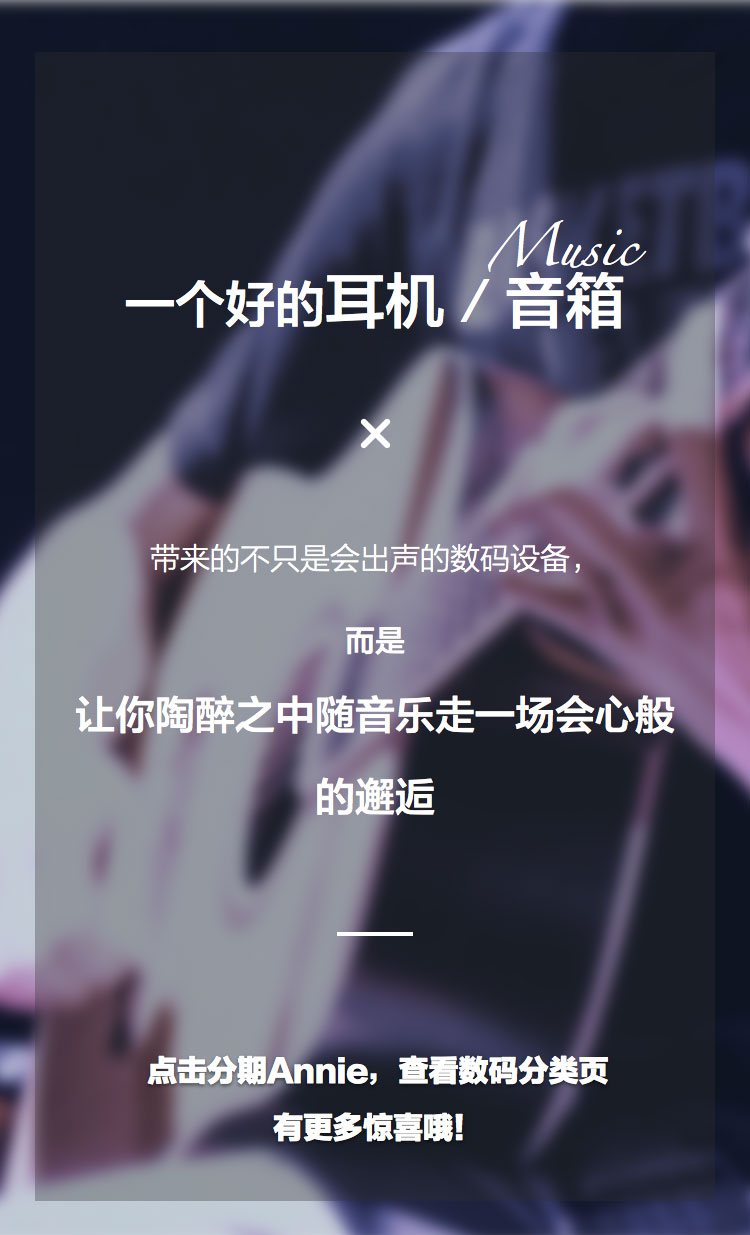 Music
一个好的耳机 / 音箱
×
带来的不只是会出声的数码设备，
而是
让你陶醉之中随音乐走一场会心般
的邂逅
点击分期Annie，查看数码分类页
有更多惊喜哦!